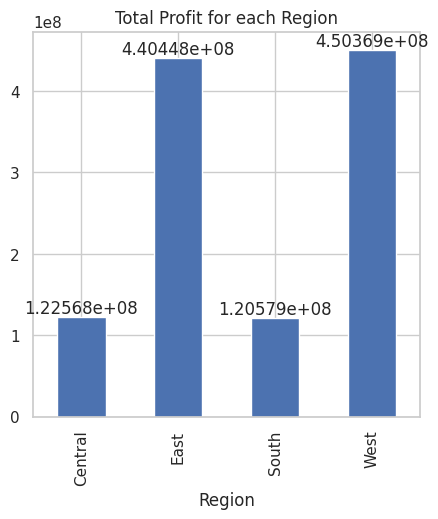 Total Profit for each Region
1e8
4.40448e+08
4.50369e+08
4
3
2
1.22568e+08
1.20579e+08
1
0
Central
East
South
West
Region